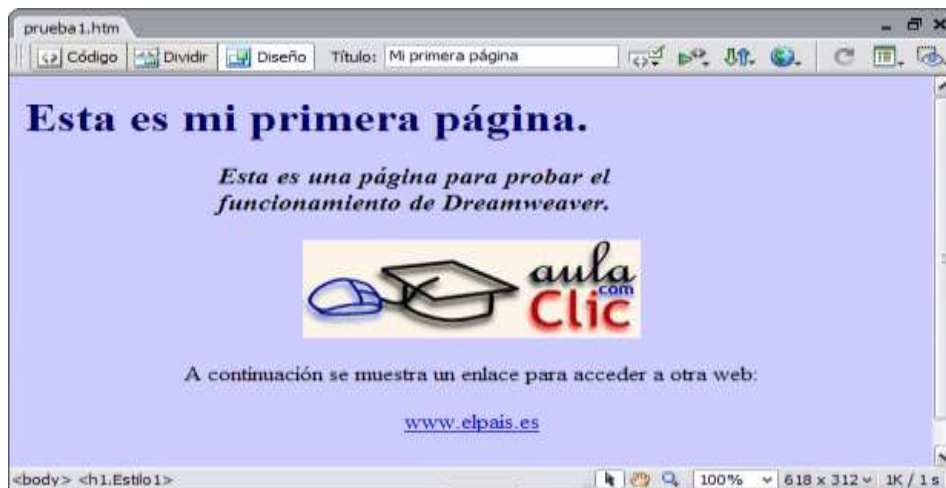 prueba1.htm
Código Dividir Diseño Título: Mi primera página
Esta es mi primera página.
Esta es una página para probar el
funcionamiento de Dreamweaver.
aula
com
Clic
A continuación se muestra un enlace para acceder a otra web:
www.elpais.es
<body> <h1.Estilo1> 100% 618 x 312 1K / 1 s